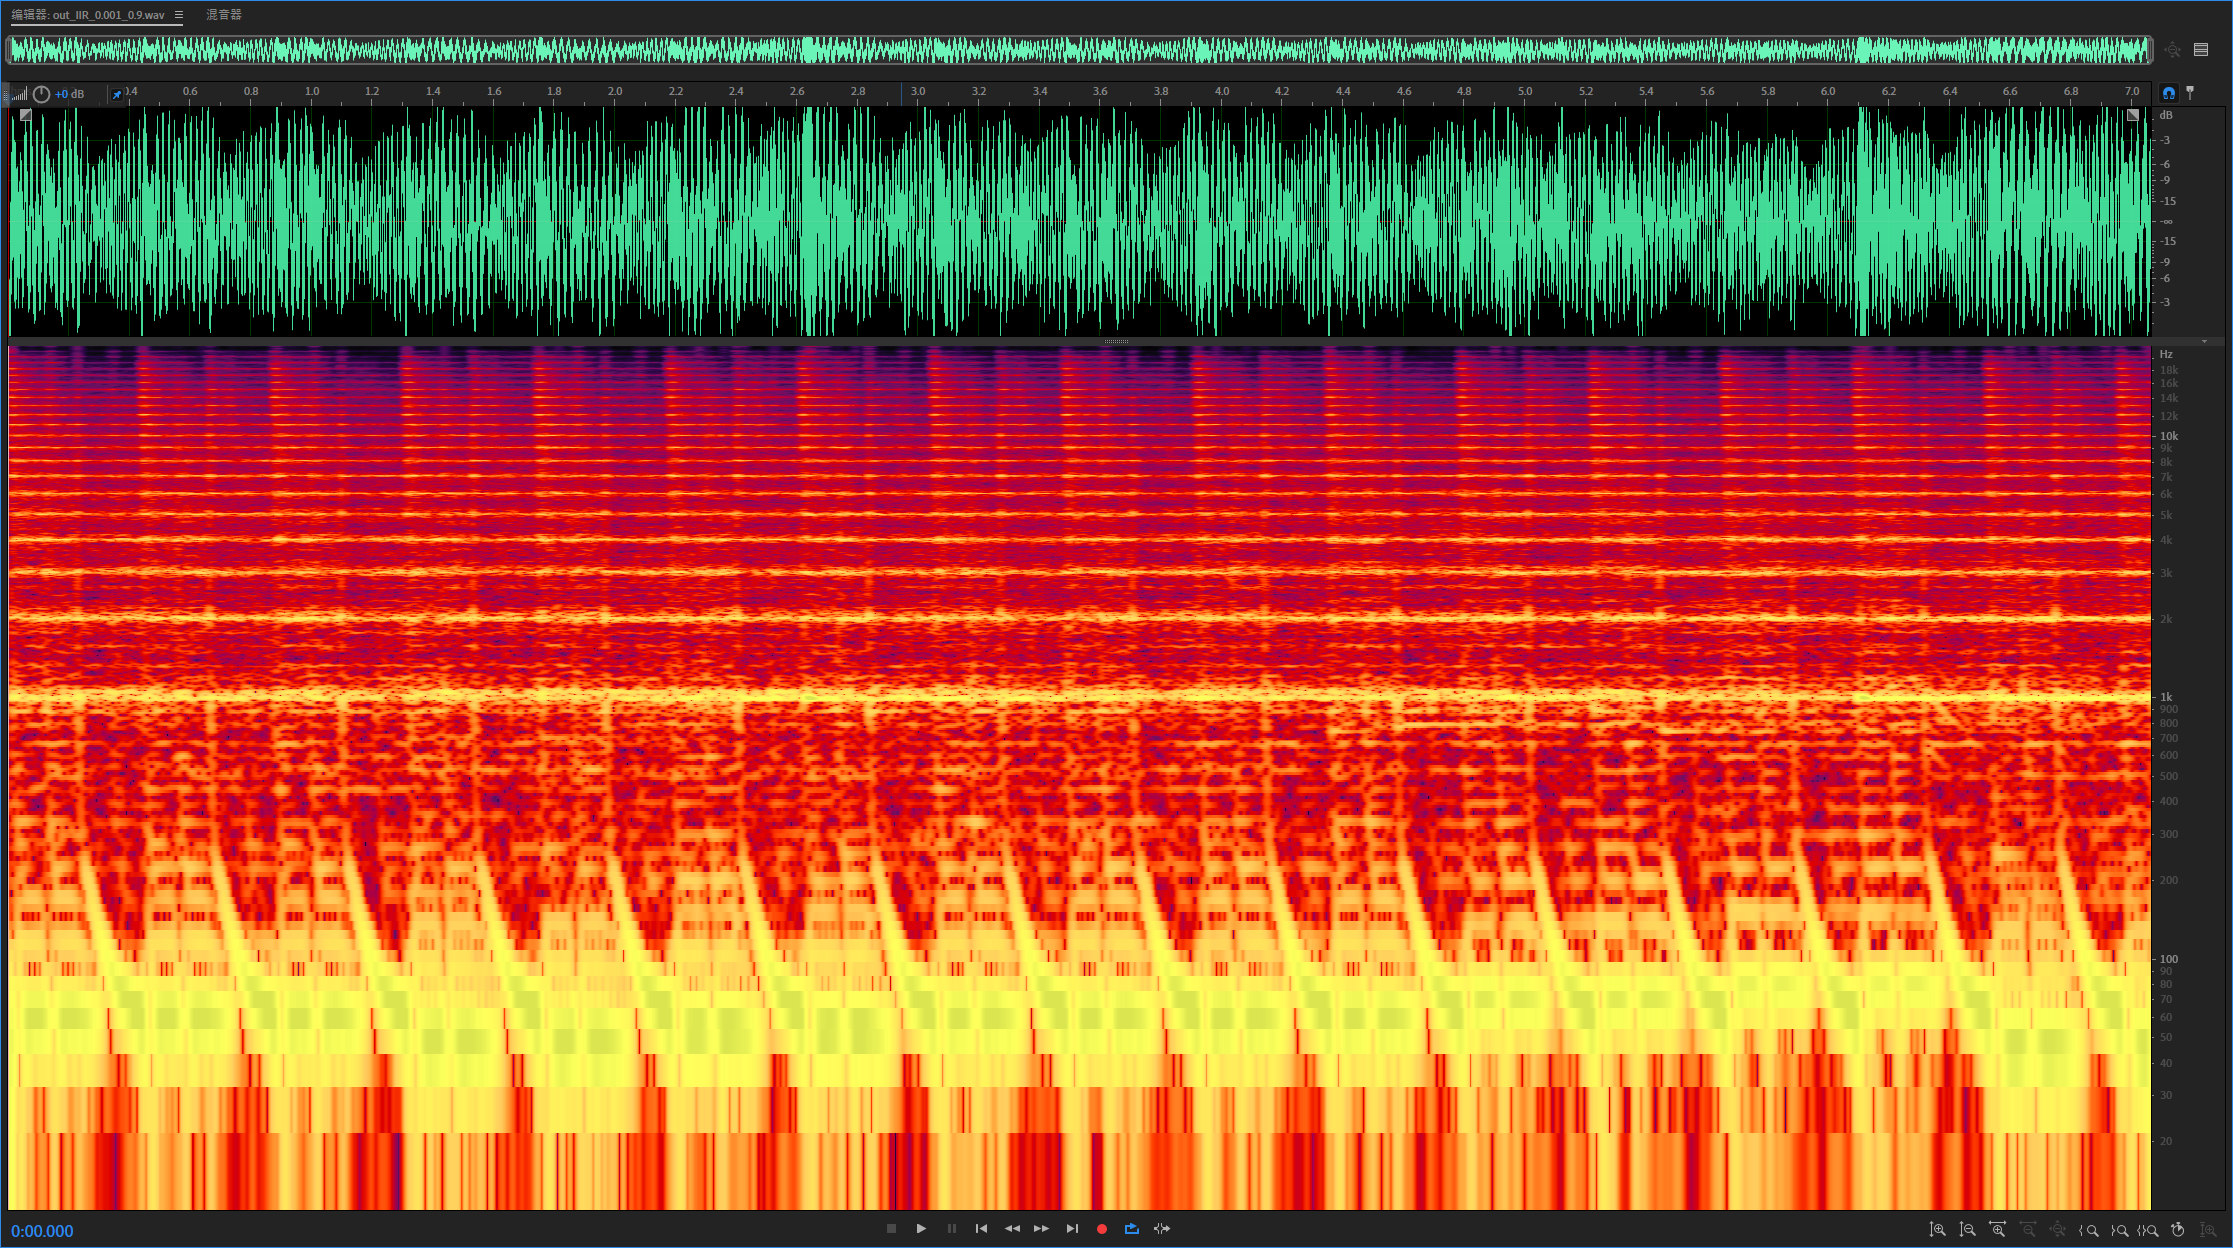 编辑器: out_IIR_0.001_0.9.wav ≡ 混音器
+0 dB 0.4 0.6 0.8 1.0 1.2 1.4 1.6 1.8 2.0 2.2 2.4 2.6 2.8 3.0 3.2 3.4 3.6 3.8 4.0 4.2 4.4 4.6 4.8 5.0 5.2 5.4 5.6 5.8 6.0 6.2 6.4 6.6 6.8 7.0
dB
-3
-6
-9
-15
-∞
-15
-9
-6
-3
Hz
18k
16k
14k
12k
10k
9k
8k
7k
6k
5k
4k
3k
2k
1k
900
800
700
600
500
400
300
200
100
90
80
70
60
50
40
30
20
0:00.000